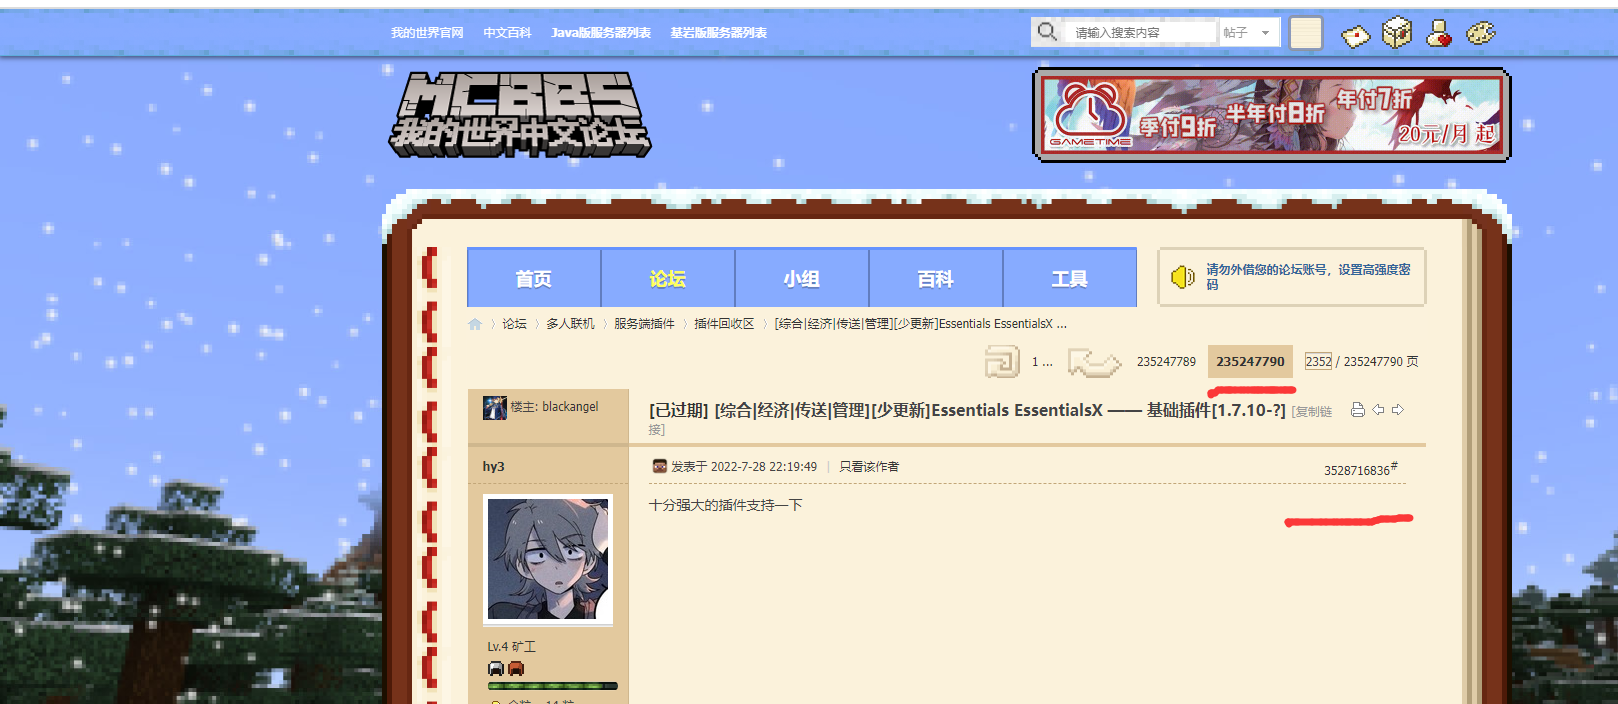 我的世界官网 中文百科 Java版服务器列表 基岩版服务器列表 请输入搜索内容 帖子
MCBBS
我的世界中文论坛
GAMETIME 季付9折 半年付8折 年付7折 20元/月 起
首页 论坛 小组 百科 工具
请勿外借您的论坛账号，设置高强度密
码
论坛 〉 多人联机 〉 服务端插件 〉 插件回收区 〉 [综合|经济|传送|管理][少更新]Essentials EssentialsX ...
1 ... 235247789 235247790 2352 / 235247790 页
楼主: blackangel
[已过期] [综合|经济|传送|管理][少更新]Essentials EssentialsX —— 基础插件[1.7.10-?] [复制链
接]
hy3
发表于 2022-7-28 22:19:49 | 只看该作者
3528716836#
十分强大的插件支持一下
Lv.4 矿工